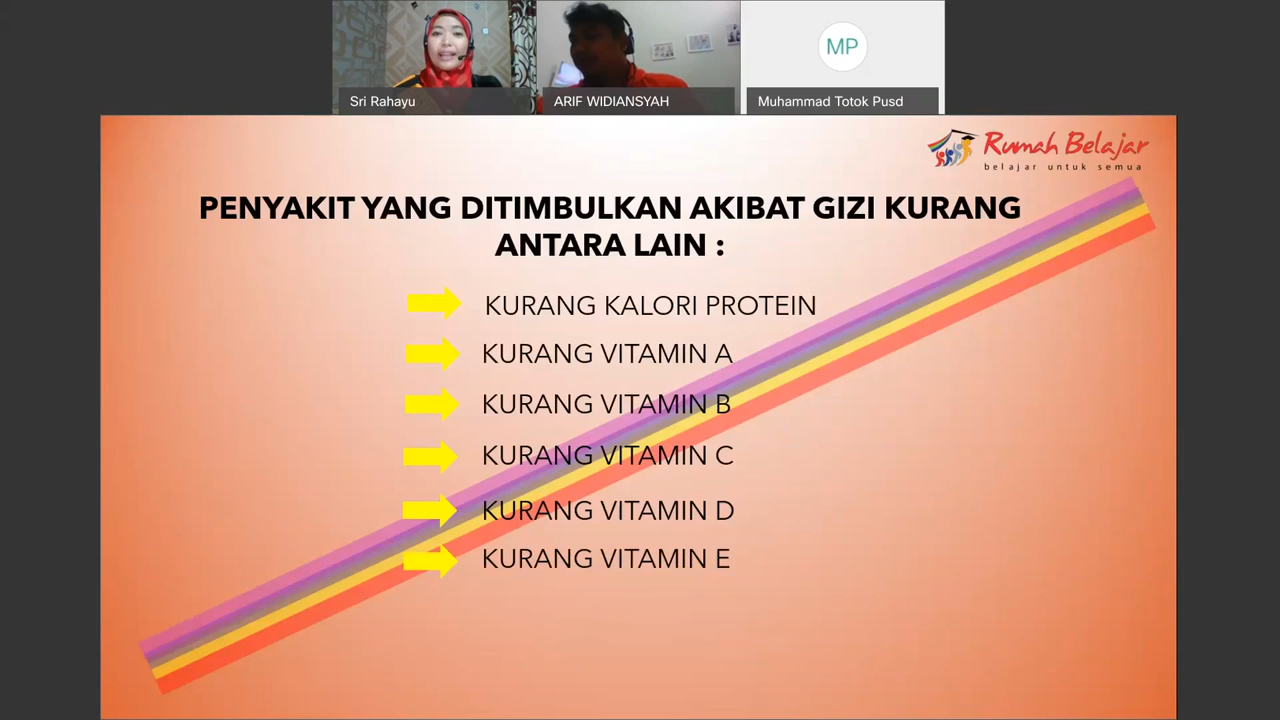 Sri Rahayu
ARIF WIDIANSYAH
MP
Muhammad Totok Pusd
Rumah Belajar
belajar untuk semua
PENYAKIT YANG DITIMBULKAN AKIBAT GIZI KURANG
ANTARA LAIN :
KURANG KALORI PROTEIN
KURANG VITAMIN A
KURANG VITAMIN B
KURANG VITAMIN C
KURANG VITAMIN D
KURANG VITAMIN E